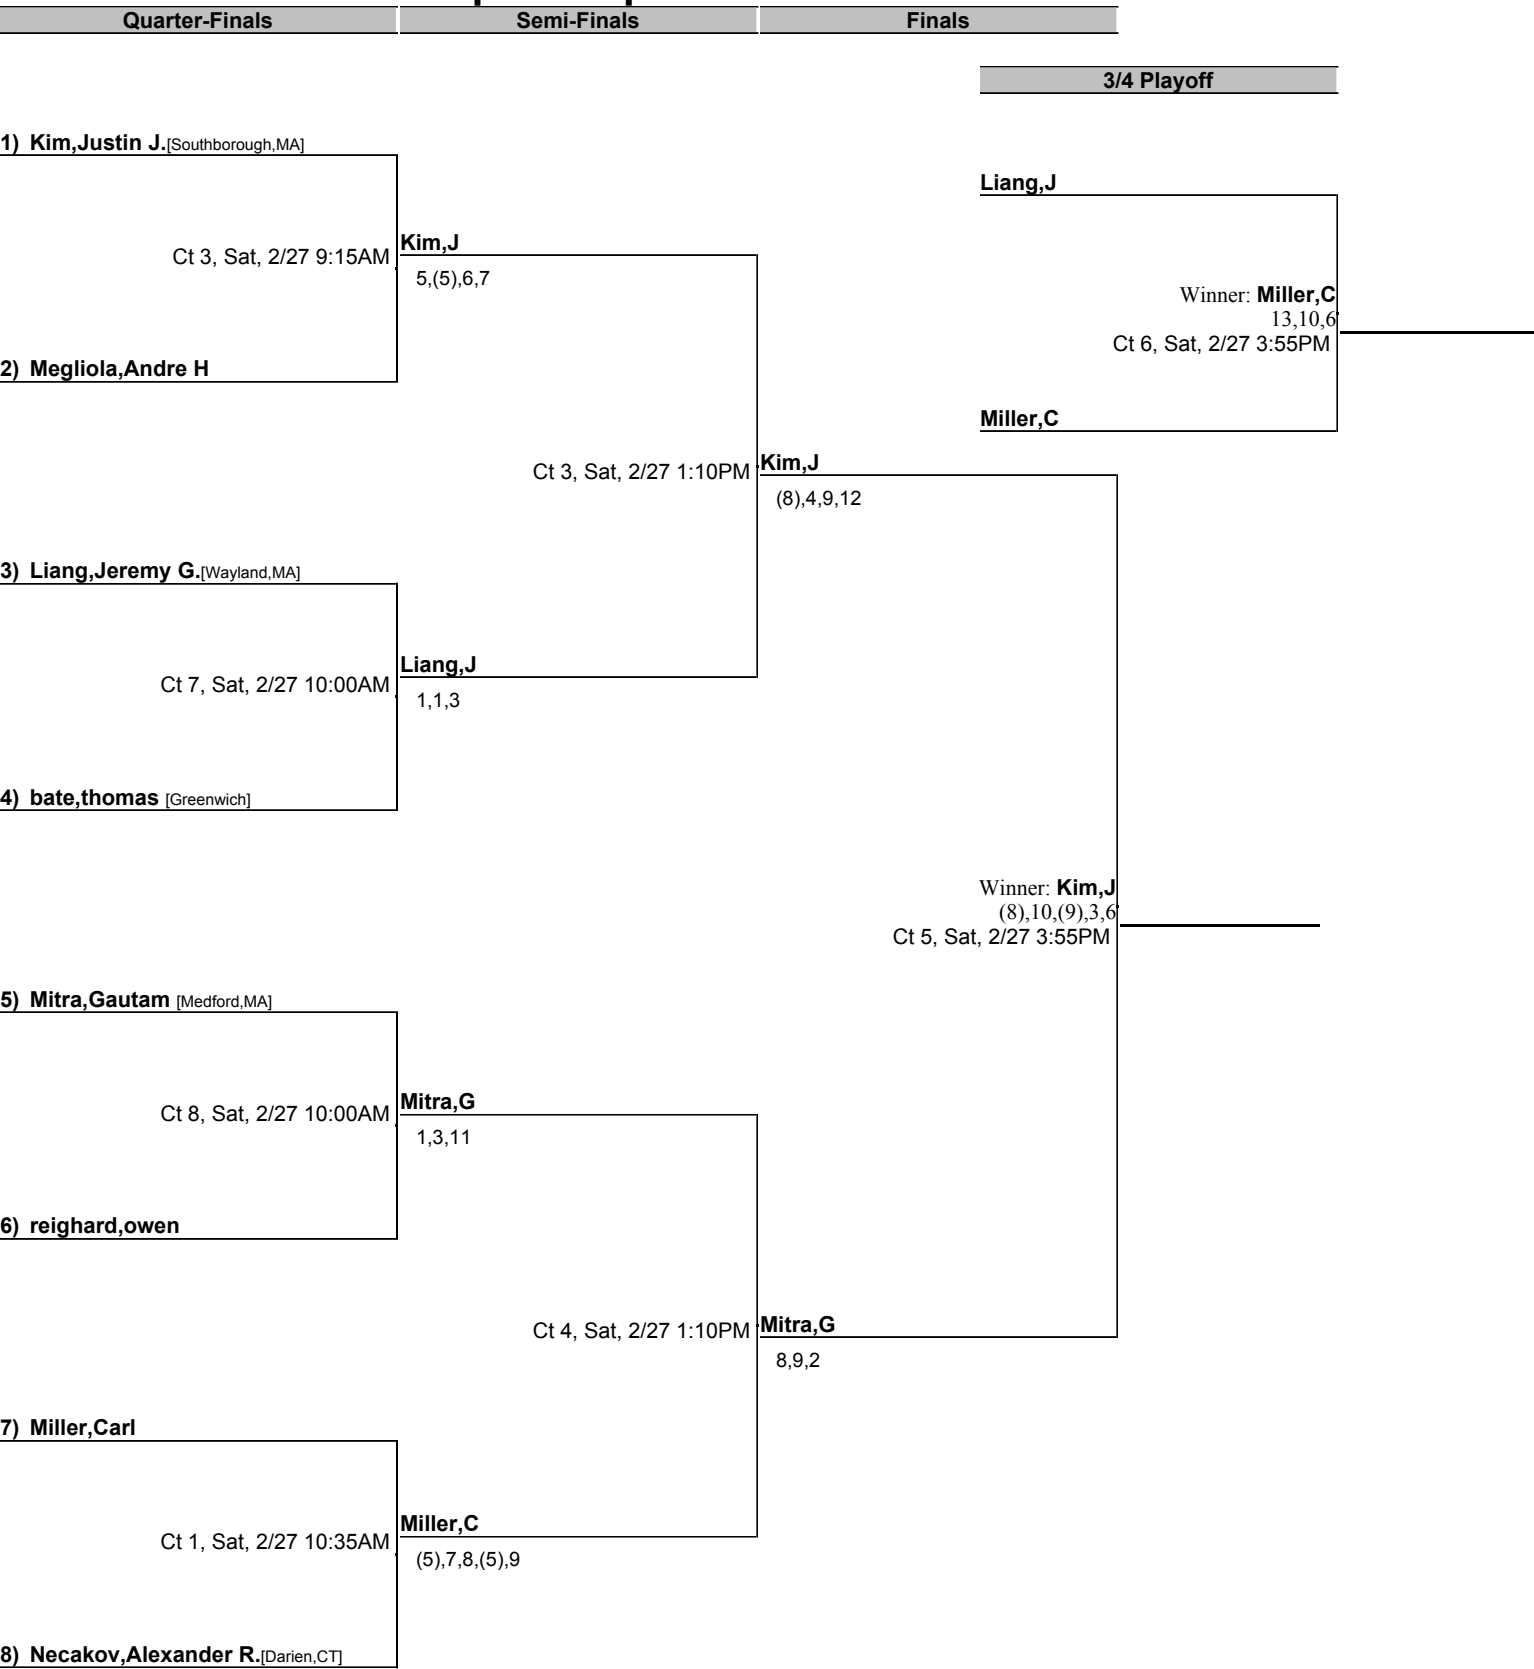 Quarter-Finals Semi-Finals Finals
3/4 Playoff
1) Kim,Justin J.[Southborough,MA]
Liang,J
Kim,J
Ct 3, Sat, 2/27 9:15AM
5,(5),6,7
Winner: Miller,C
13,10,6
Ct 6, Sat, 2/27 3:55PM
2) Megliola,Andre H
Miller,C
Kim,J
Ct 3, Sat, 2/27 1:10PM
(8),4,9,12
3) Liang,Jeremy G.[Wayland,MA]
Liang,J
Ct 7, Sat, 2/27 10:00AM
1,1,3
4) bate,thomas [Greenwich]
Winner: Kim,J
(8),10,(9),3,6
Ct 5, Sat, 2/27 3:55PM
5) Mitra,Gautam [Medford,MA]
Mitra,G
Ct 8, Sat, 2/27 10:00AM
1,3,11
6) reighard,owen
Mitra,G
Ct 4, Sat, 2/27 1:10PM
8,9,2
7) Miller,Carl
Miller,C
Ct 1, Sat, 2/27 10:35AM
(5),7,8,(5),9
8) Necakov,Alexander R.[Darien,CT]